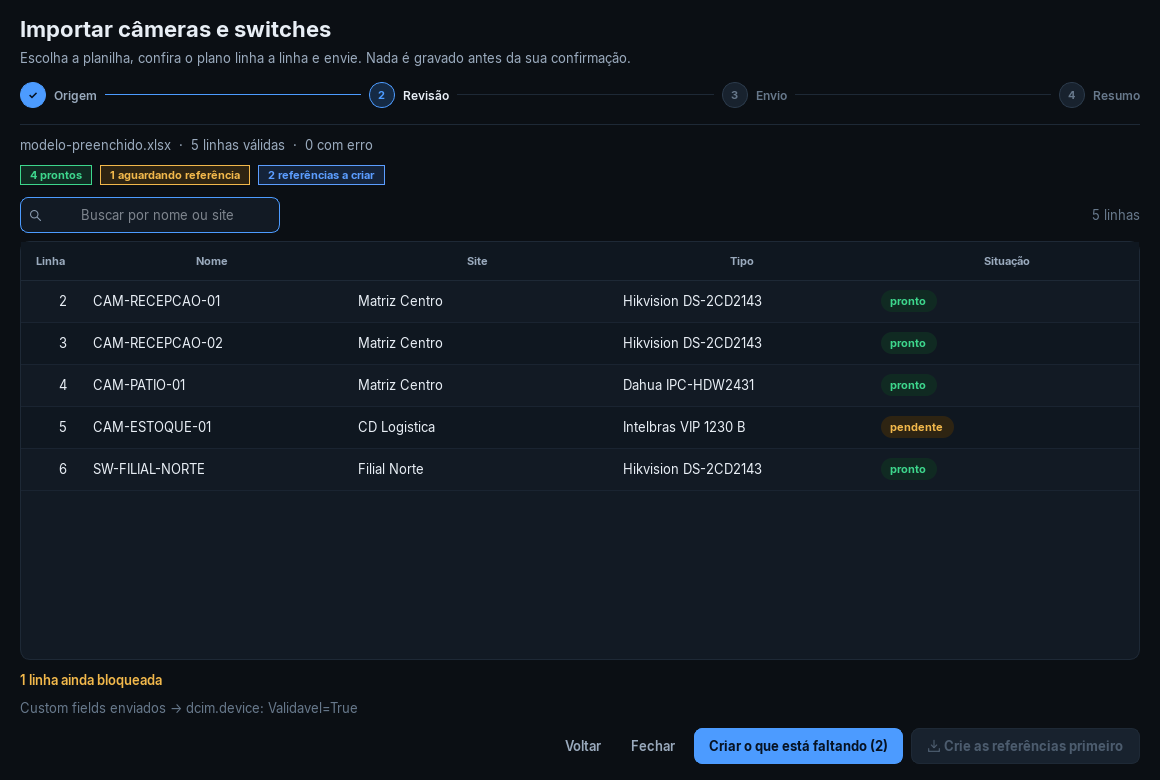 Importar câmeras e switches
Escolha a planilha, confira o plano linha a linha e envie. Nada é gravado antes da sua confirmação.
Origem 2 Revisão 3 Envio 4 Resumo
modelo-preenchido.xlsx · 5 linhas válidas · 0 com erro
4 prontos 1 aguardando referência 2 referências a criar
Buscar por nome ou site 5 linhas
Linha Nome Site Tipo Situação
2 CAM-RECEPCAO-01 Matriz Centro Hikvision DS-2CD2143 pronto
3 CAM-RECEPCAO-02 Matriz Centro Hikvision DS-2CD2143 pronto
4 CAM-PATIO-01 Matriz Centro Dahua IPC-HDW2431 pronto
5 CAM-ESTOQUE-01 CD Logistica Intelbras VIP 1230 B pendente
6 SW-FILIAL-NORTE Filial Norte Hikvision DS-2CD2143 pronto
1 linha ainda bloqueada
Custom fields enviados → dcim.device: Validavel=True
Voltar Fechar Criar o que está faltando (2) Crie as referências primeiro